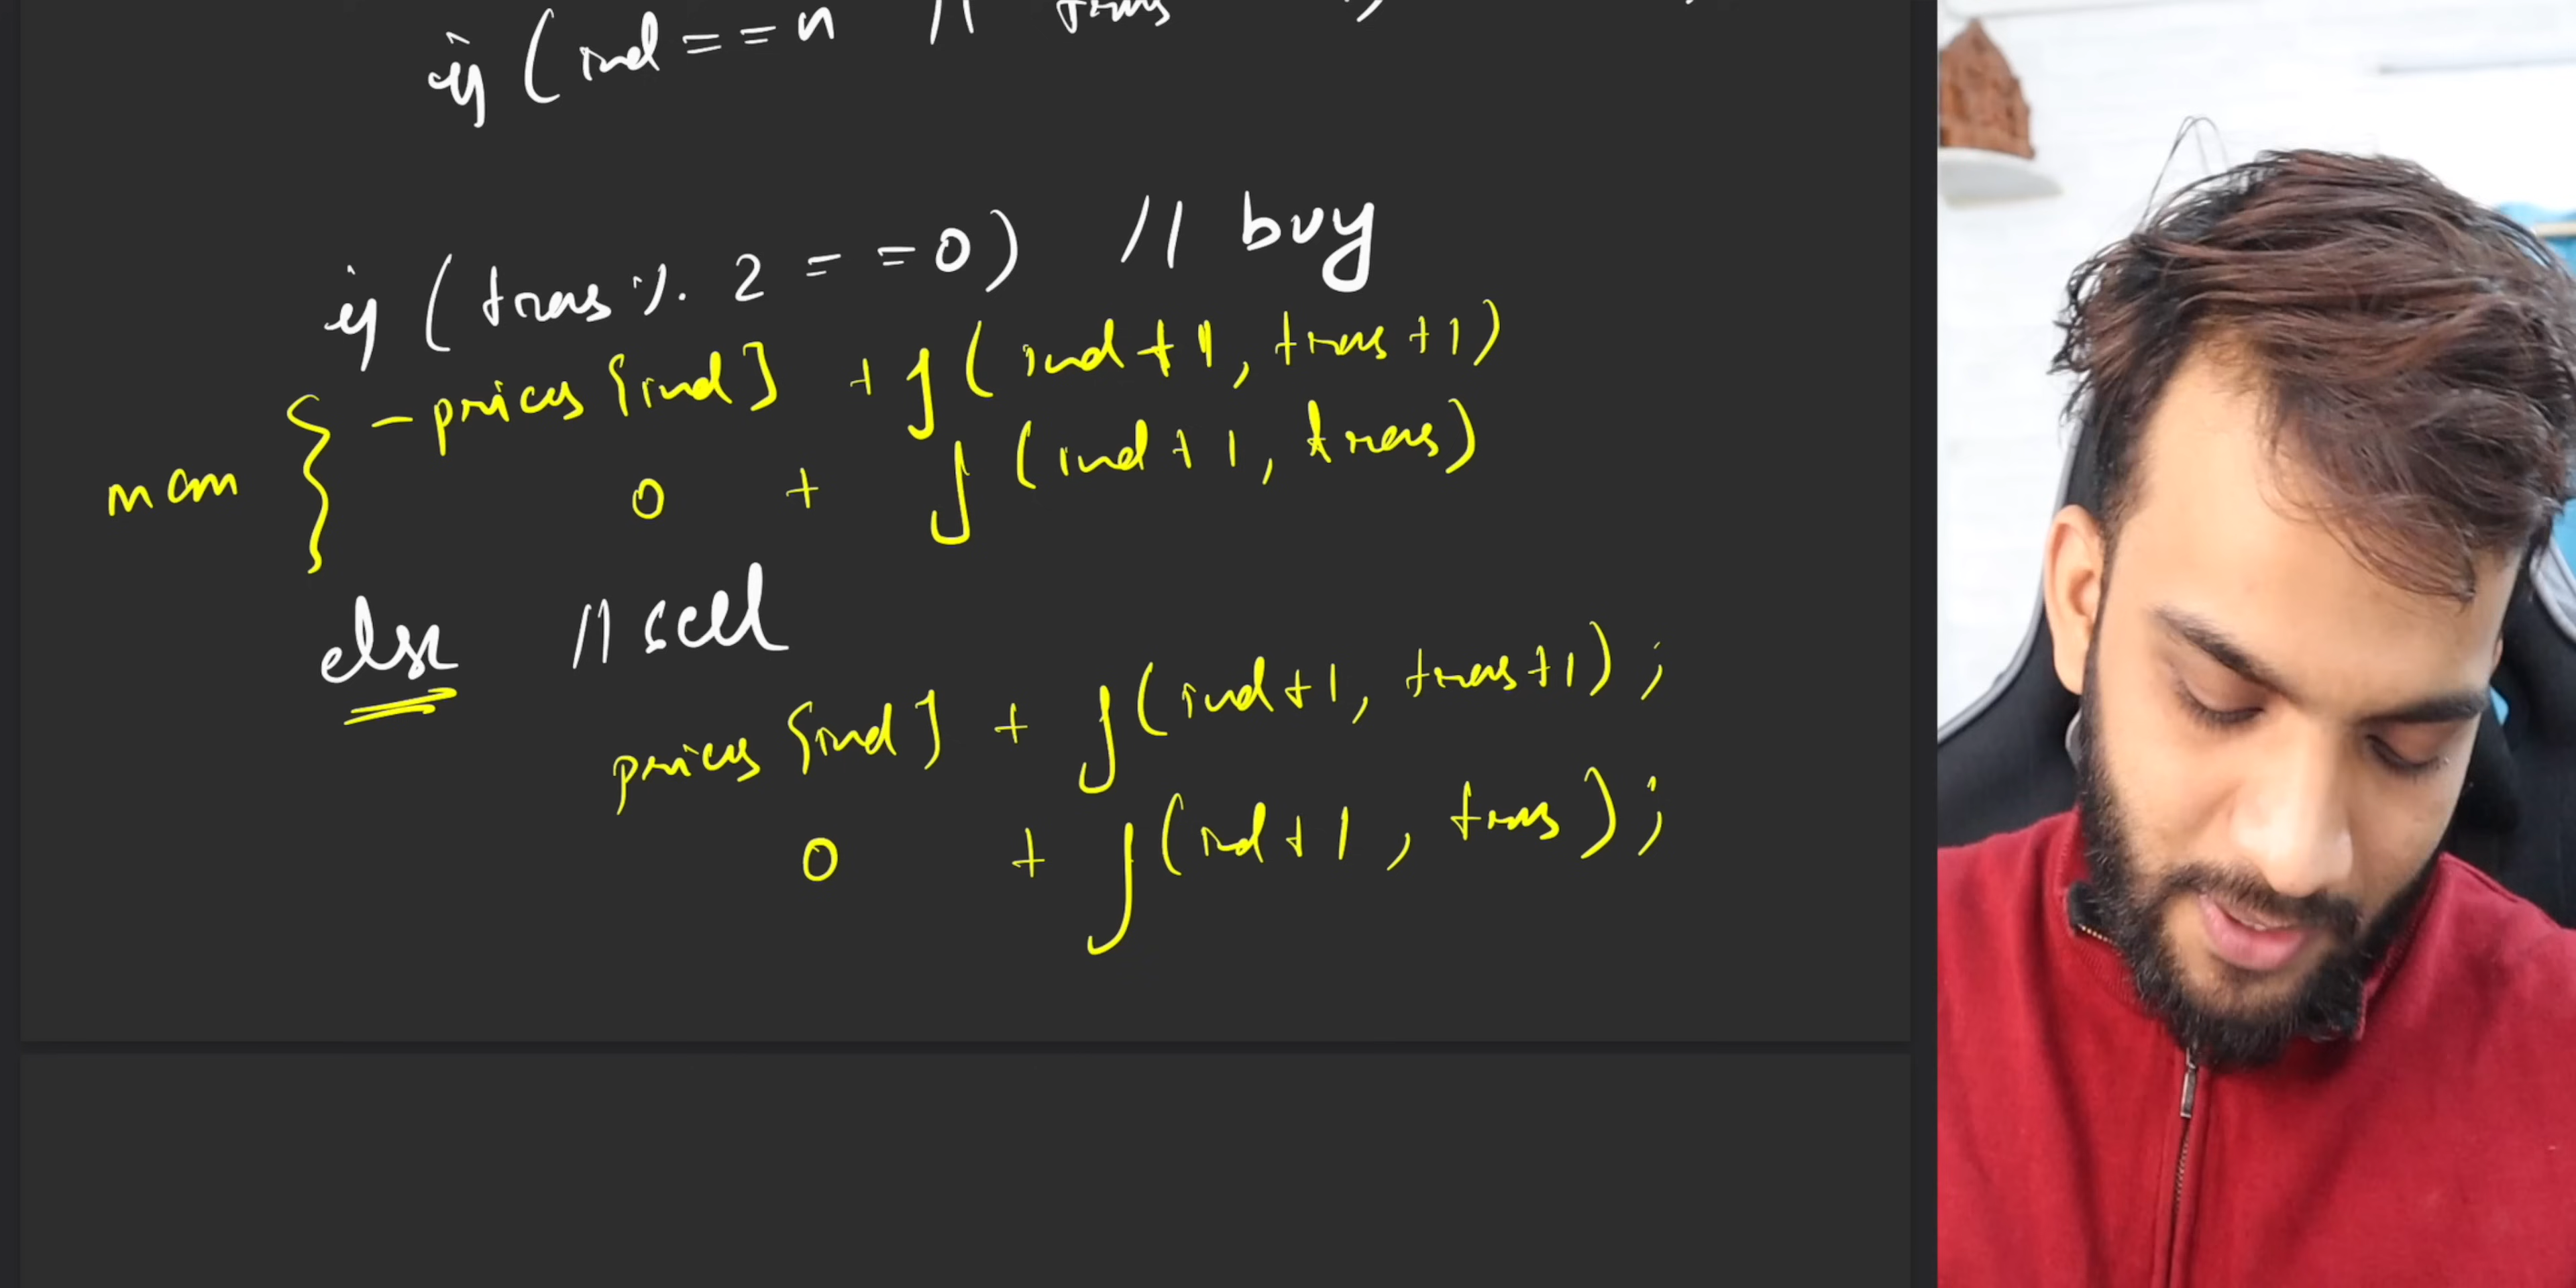 if (ind==n || trans
if (trans % 2 == 0) // buy
max { -prices[ind] + f(ind+1, trans+1)
0 + f(ind+1, trans)
else // sell
prices[ind] + f(ind+1, trans+1);
0 + f(ind+1, trans);